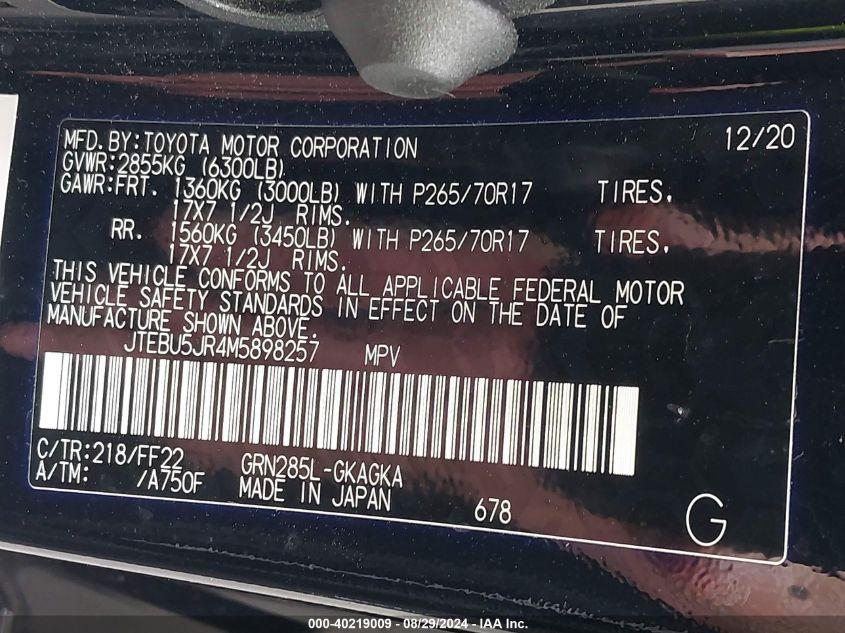 MFD. BY: TOYOTA MOTOR CORPORATION 12/20
GVWR: 2855KG (6300LB)
GAWR: FRT. 1360KG (3000LB) WITH P265/70R17 TIRES,
17X7 1/2J RIMS.
RR. 1560KG (3450LB) WITH P265/70R17 TIRES,
17X7 1/2J RIMS.
THIS VEHICLE CONFORMS TO ALL APPLICABLE FEDERAL MOTOR
VEHICLE SAFETY STANDARDS IN EFFECT ON THE DATE OF
MANUFACTURE SHOWN ABOVE.
JTEBU5JR4M5898257 MPV
C/TR: 218/FF22 GRN285L-GKAGKA
A/TM: /A750F MADE IN JAPAN 678 G
000-40219009 - 08/29/2024 - IAA Inc.